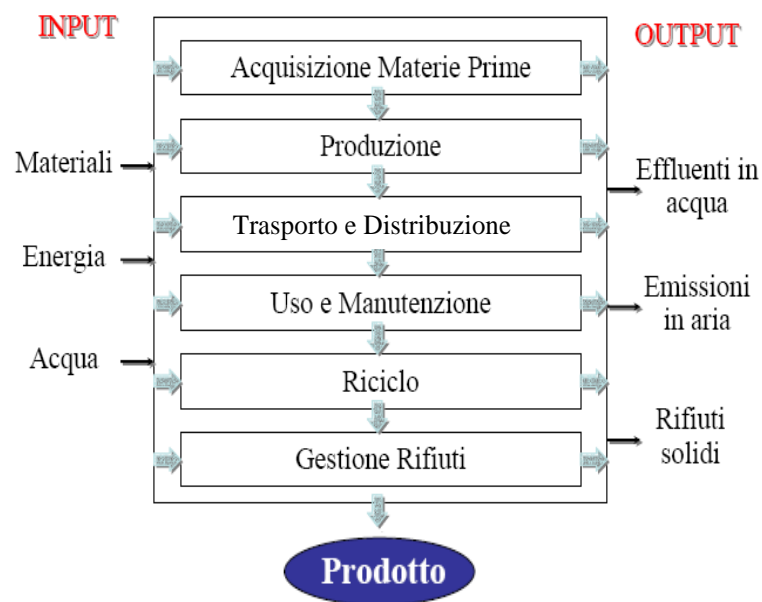 INPUT
OUTPUT
Acquisizione Materie Prime
Produzione
Trasporto e Distribuzione
Uso e Manutenzione
Riciclo
Gestione Rifiuti
Materiali
Energia
Acqua
Effluenti in
acqua
Emissioni
in aria
Rifiuti
solidi
Prodotto